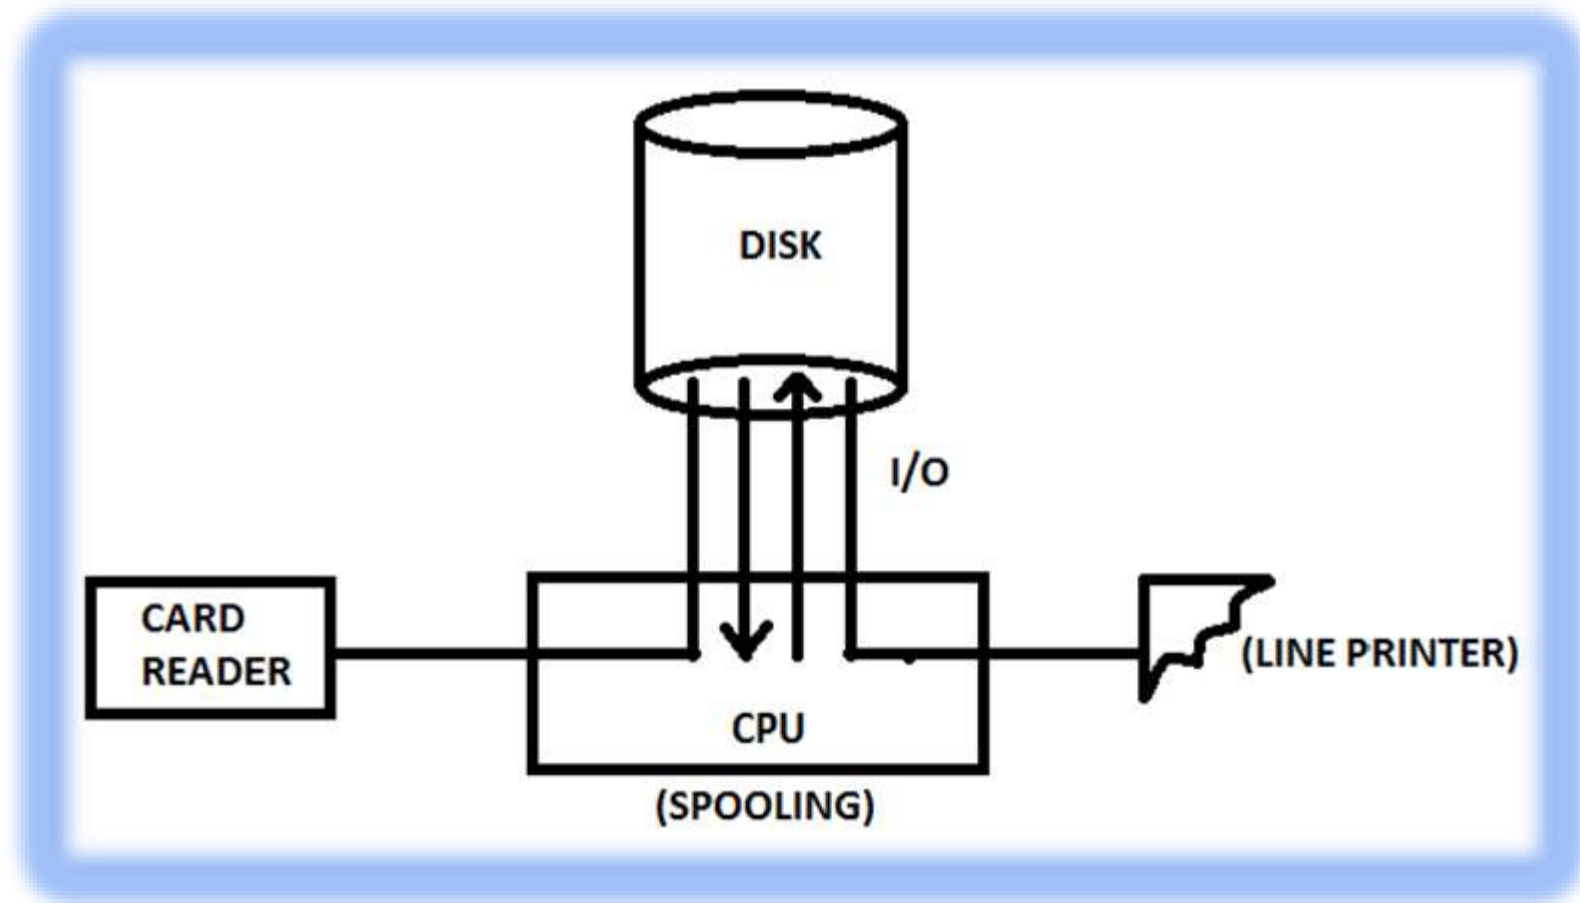 DISK
I/O
CARD
READER
(LINE PRINTER)
CPU
(SPOOLING)